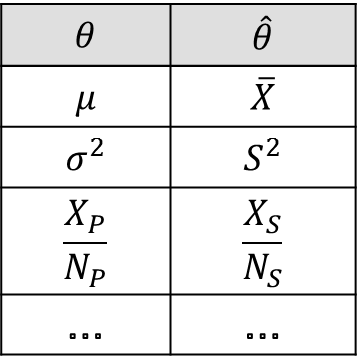 θ θ̂
μ X̄
σ² S²
X_P/N_P X_S/N_S
... ...